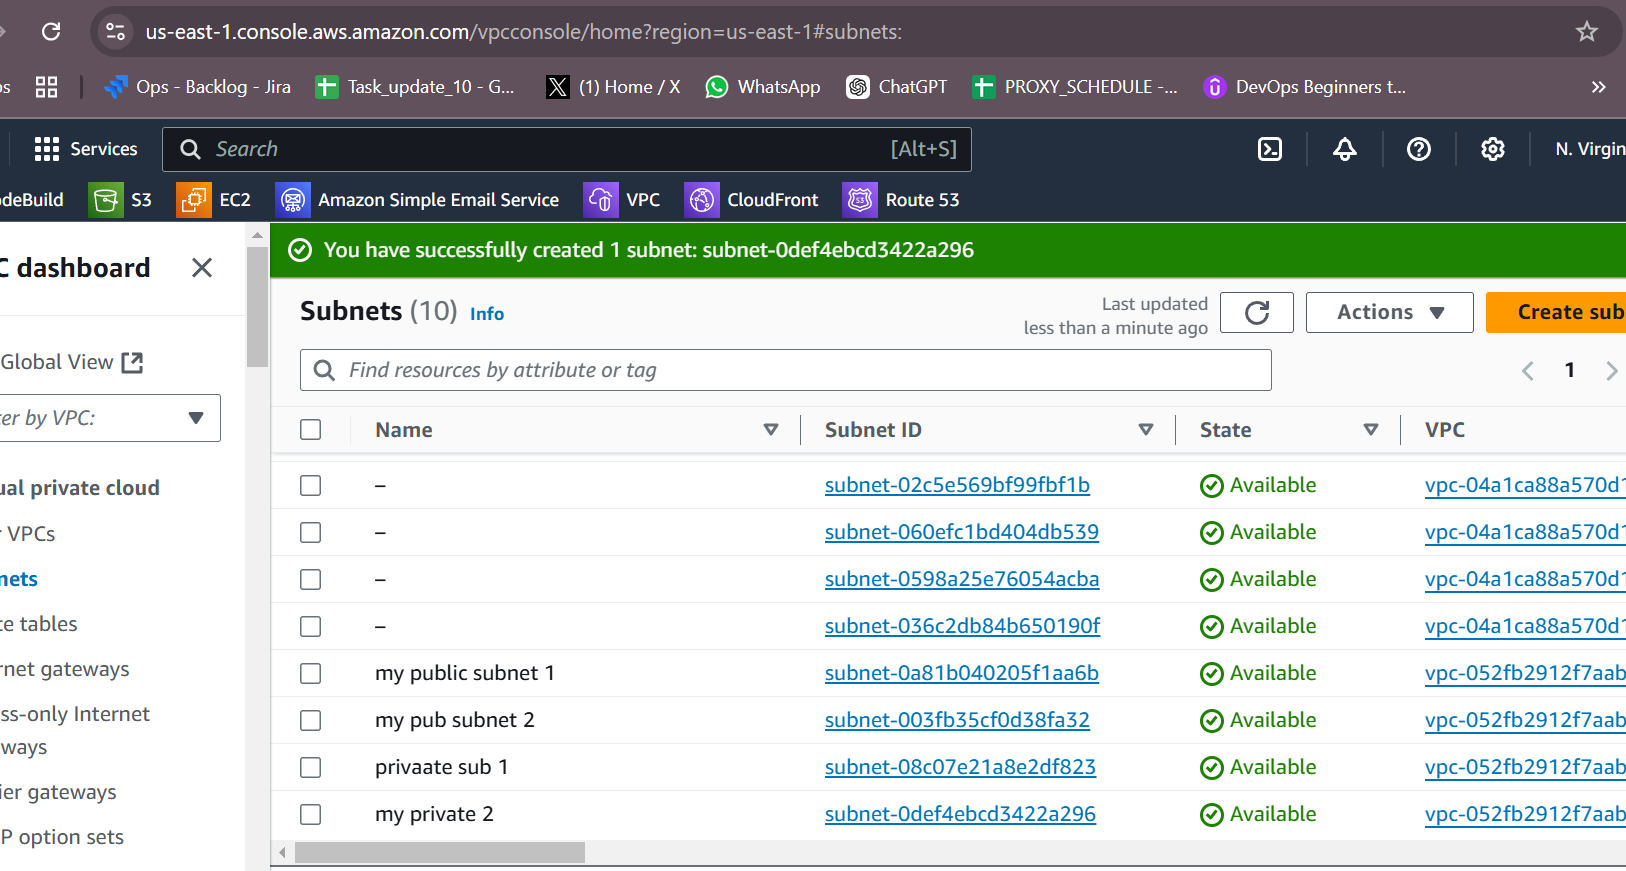 us-east-1.console.aws.amazon.com/vpcconsole/home?region=us-east-1#subnets:
Ops - Backlog - Jira
Task_update_10 - G...
(1) Home / X
WhatsApp
ChatGPT
PROXY_SCHEDULE -...
DevOps Beginners t...
Services
Search
[Alt+S]
N. Virgin
deBuild
S3
EC2
Amazon Simple Email Service
VPC
CloudFront
Route 53
C dashboard
You have successfully created 1 subnet: subnet-0def4ebcd3422a296
Subnets (10) Info
Last updated
less than a minute ago
Actions
Create sub
Global View
Find resources by attribute or tag
1
er by VPC:
Name
Subnet ID
State
VPC
ual private cloud
– subnet-02c5e569bf99fbf1b Available vpc-04a1ca88a570d1
r VPCs
– subnet-060efc1bd404db539 Available vpc-04a1ca88a570d1
nets
– subnet-0598a25e76054acba Available vpc-04a1ca88a570d1
te tables
– subnet-036c2db84b650190f Available vpc-04a1ca88a570d1
rnet gateways
my public subnet 1 subnet-0a81b040205f1aa6b Available vpc-052fb2912f7aab
ss-only Internet
ways
my pub subnet 2 subnet-003fb35cf0d38fa32 Available vpc-052fb2912f7aab
privaate sub 1 subnet-08c07e21a8e2df823 Available vpc-052fb2912f7aab
ier gateways
my private 2 subnet-0def4ebcd3422a296 Available vpc-052fb2912f7aab
P option sets